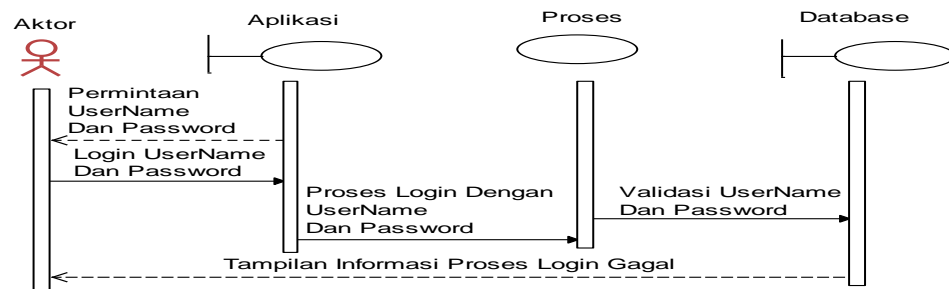 Aktor
Aplikasi
Proses
Database
Permintaan
UserName
Dan Password
Login UserName
Dan Password
Proses Login Dengan
UserName
Dan Password
Validasi UserName
Dan Password
Tampilan Informasi Proses Login Gagal